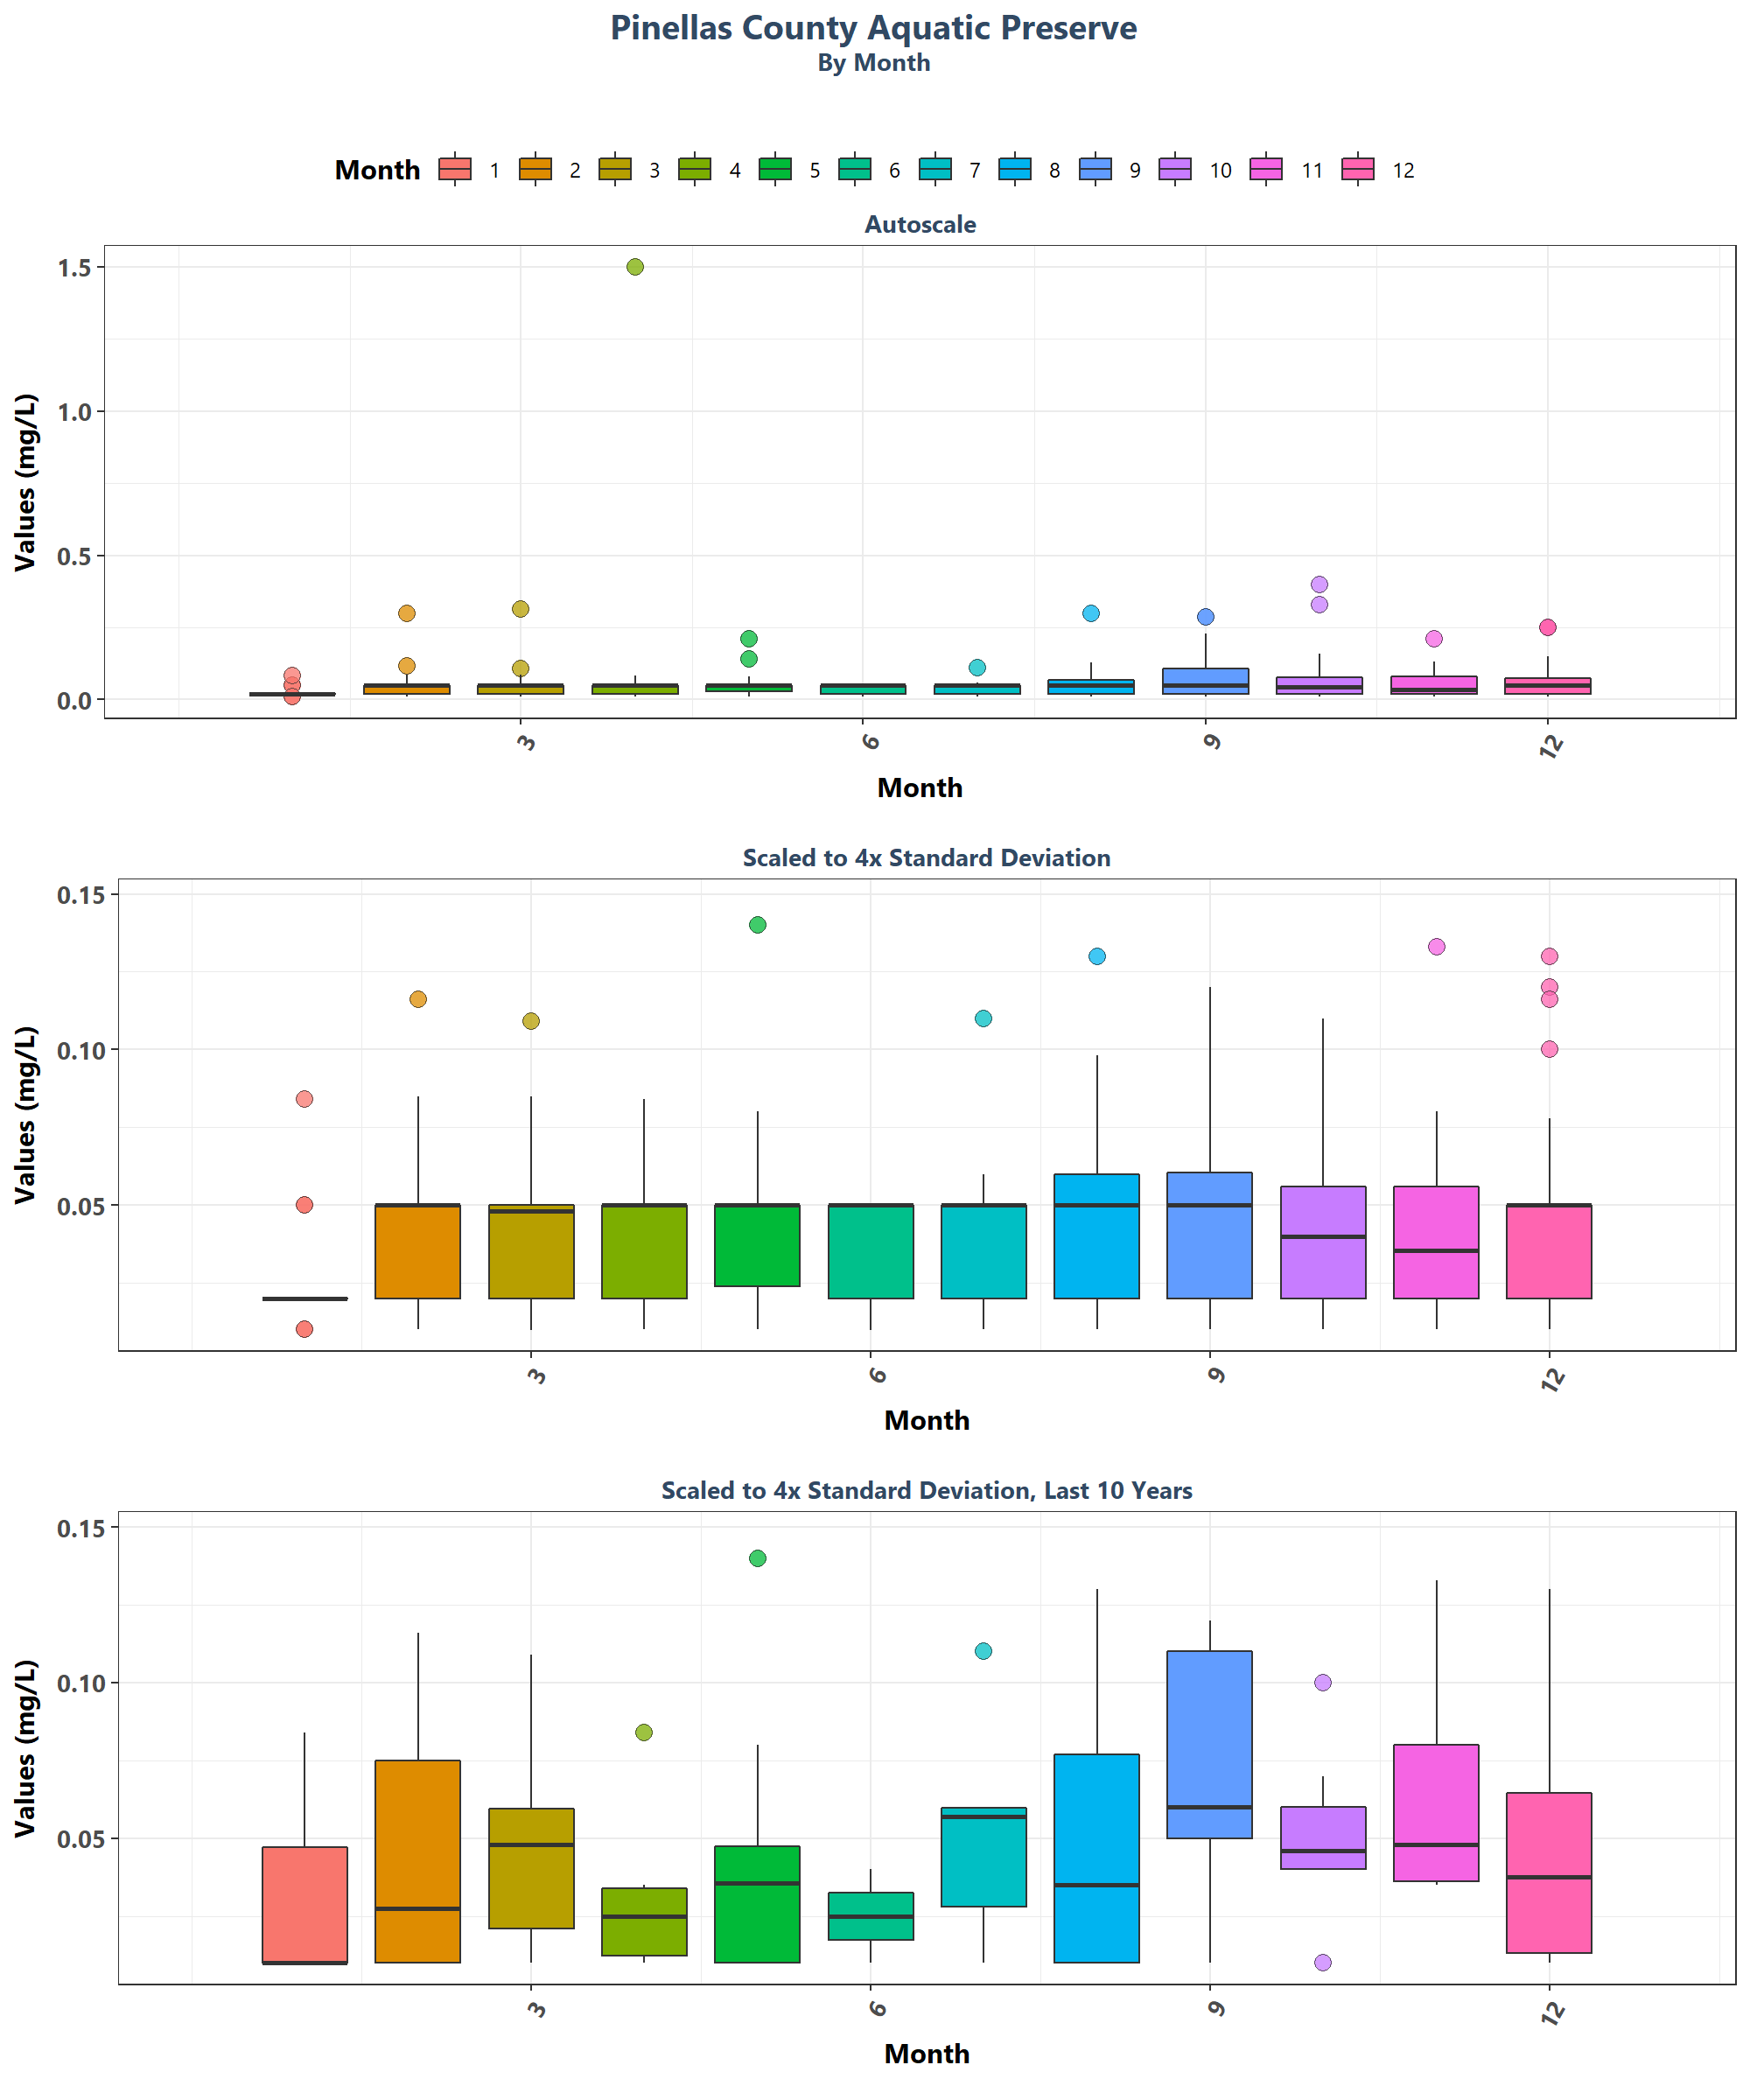 Pinellas County Aquatic Preserve
By Month
Month 1 2 3 4 5 6 7 8 9 10 11 12
Autoscale
Values (mg/L)
1.5
1.0
0.5
0.0
3 6 9 12
Month
Scaled to 4x Standard Deviation
Values (mg/L)
0.15
0.10
0.05
3 6 9 12
Month
Scaled to 4x Standard Deviation, Last 10 Years
Values (mg/L)
0.15
0.10
0.05
3 6 9 12
Month